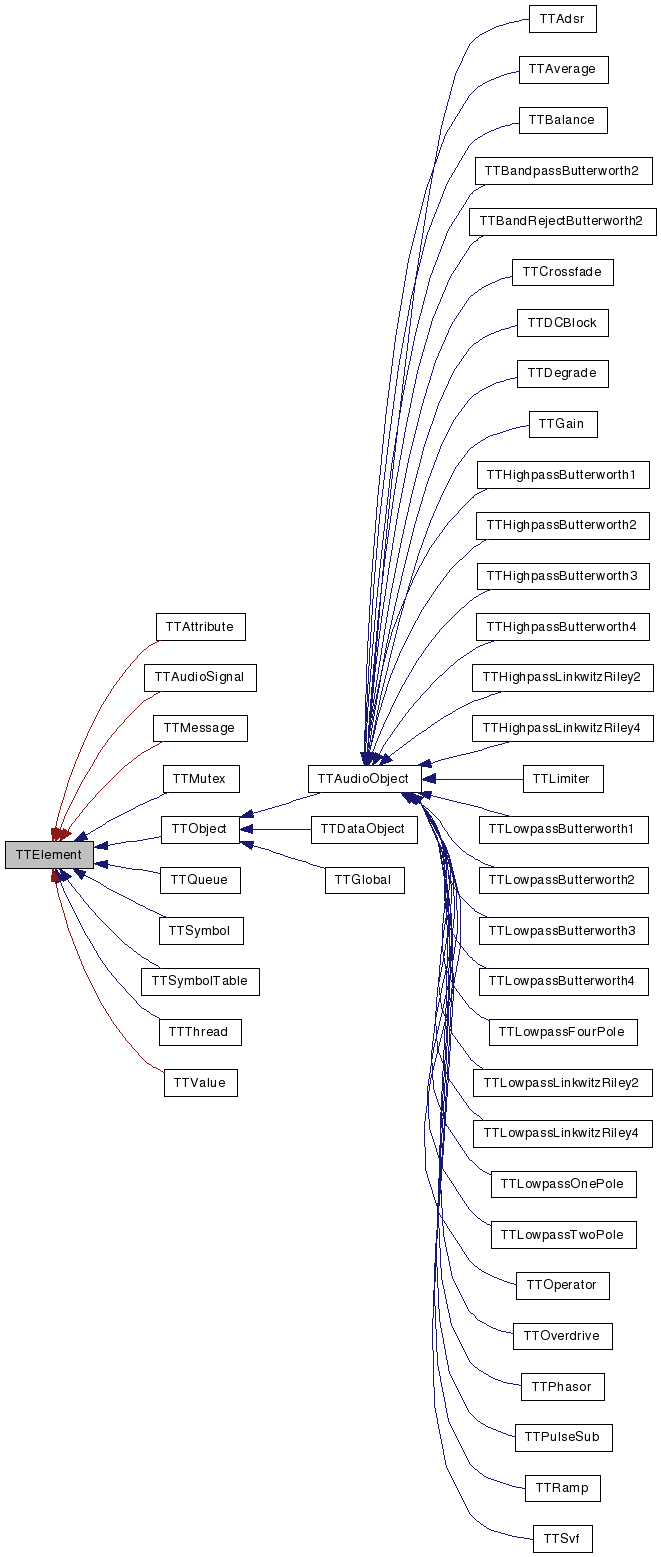 TTAdsr
TTAverage
TTBalance
TTBandpassButterworth2
TTBandRejectButterworth2
TTCrossfade
TTDCBlock
TTDegrade
TTGain
TTHighpassButterworth1
TTHighpassButterworth2
TTHighpassButterworth3
TTAttribute
TTHighpassButterworth4
TTAudioSignal
TTHighpassLinkwitzRiley2
TTMessage
TTHighpassLinkwitzRiley4
TTMutex
TTAudioObject
TTLimiter
TTObject
TTDataObject
TTLowpassButterworth1
TTElement
TTQueue
TTGlobal
TTLowpassButterworth2
TTSymbol
TTLowpassButterworth3
TTSymbolTable
TTLowpassButterworth4
TTThread
TTLowpassFourPole
TTValue
TTLowpassLinkwitzRiley2
TTLowpassLinkwitzRiley4
TTLowpassOnePole
TTLowpassTwoPole
TTOperator
TTOverdrive
TTPhasor
TTPulseSub
TTRamp
TTSvf